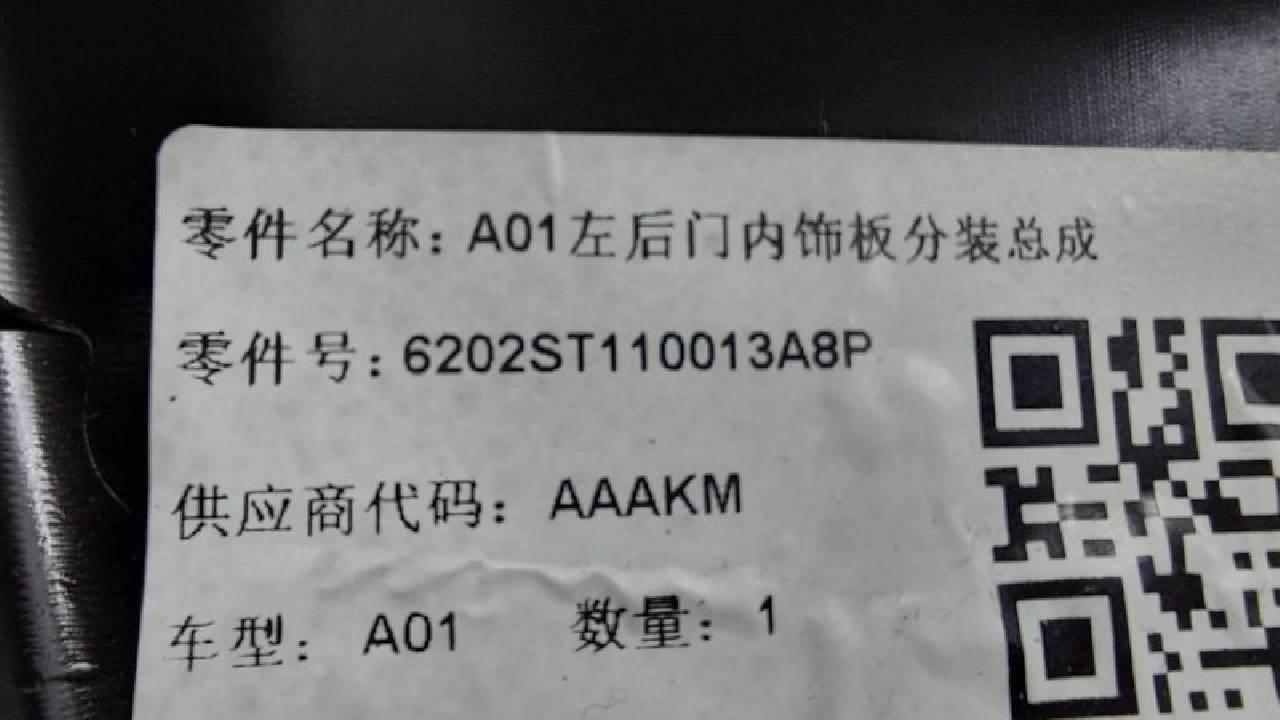 零件名称：A01左后门内饰板分装总成
零件号：6202ST110013A8P
供应商代码：AAAKM
车型：A01 数量：1